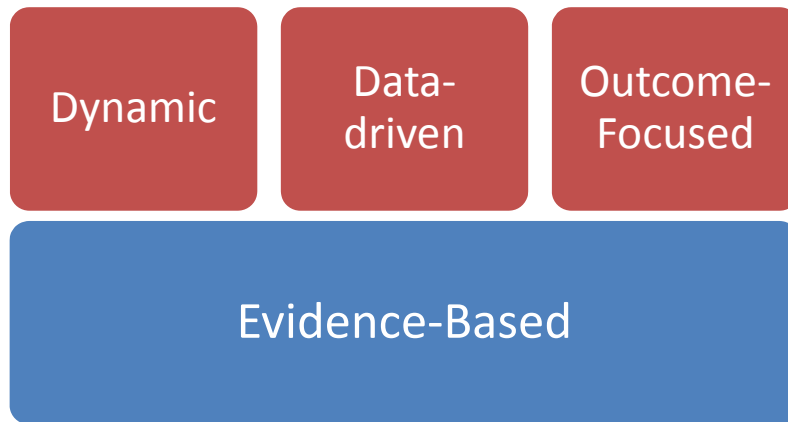 Dynamic
Data-
driven
Outcome-
Focused
Evidence-Based